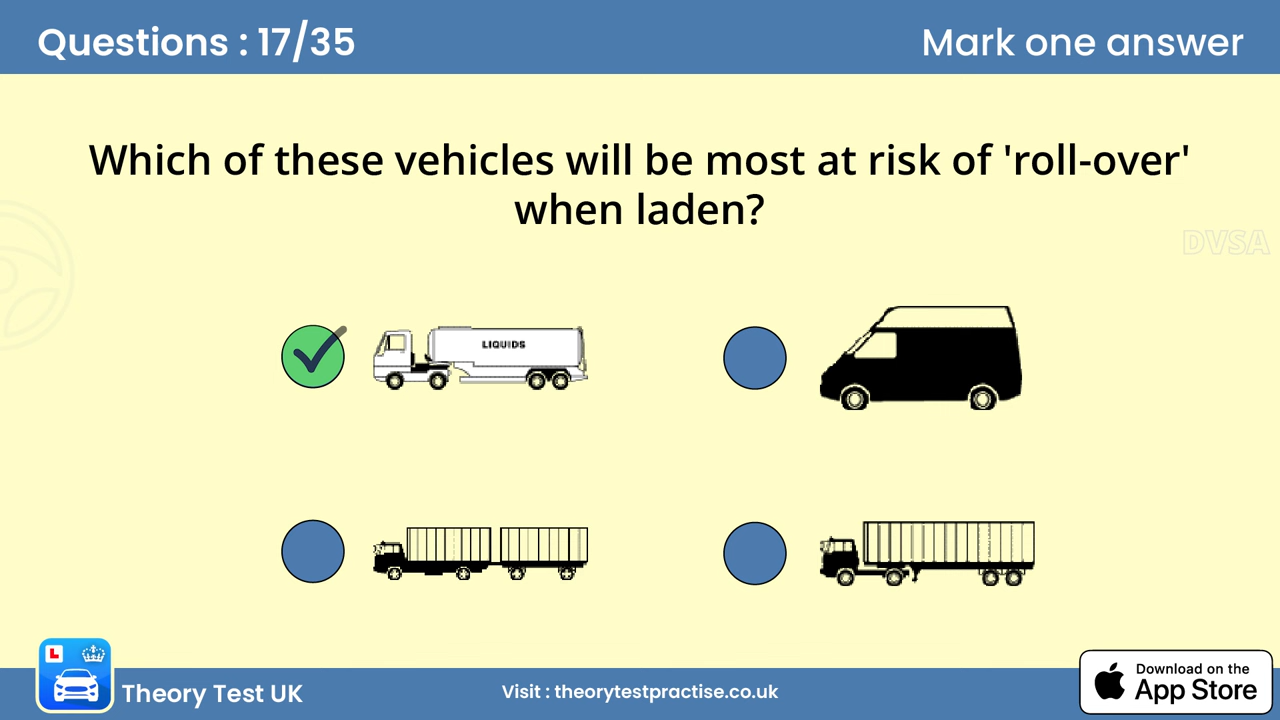 Questions : 17/35
Mark one answer
Which of these vehicles will be most at risk of 'roll-over'
when laden?
DVSA
LIQUIDS
L
Theory Test UK
Visit : theorytestpractise.co.uk
Download on the
App Store